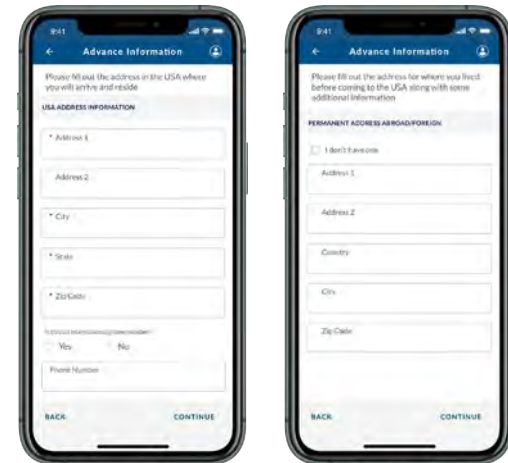 9:41
Advance Information
Please fill out the address in the USA where
you will arrive and reside
USA ADDRESS INFORMATION
* Address 1
Address 2
* City
* State
* Zip Code
Yes No
Phone Number
BACK CONTINUE
9:41
Advance Information
Please fill out the address for where you lived
before coming to the USA along with some
additional information
PERMANENT ADDRESS ABROAD/FOREIGN
I don't have one
Address 1
Address 2
Country
City
Zip Code
BACK CONTINUE